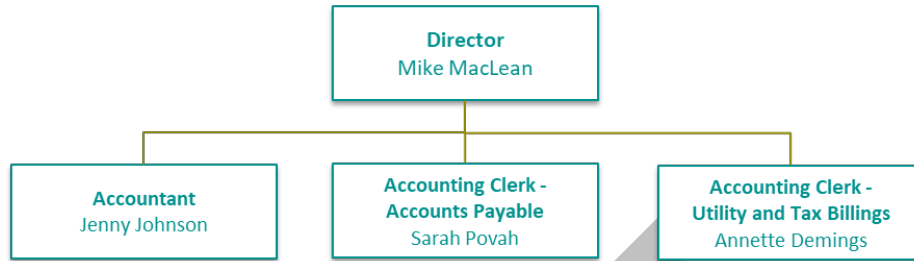 Director
Mike MacLean
Accountant
Jenny Johnson
Accounting Clerk -
Accounts Payable
Sarah Povah
Accounting Clerk -
Utility and Tax Billings
Annette Demings